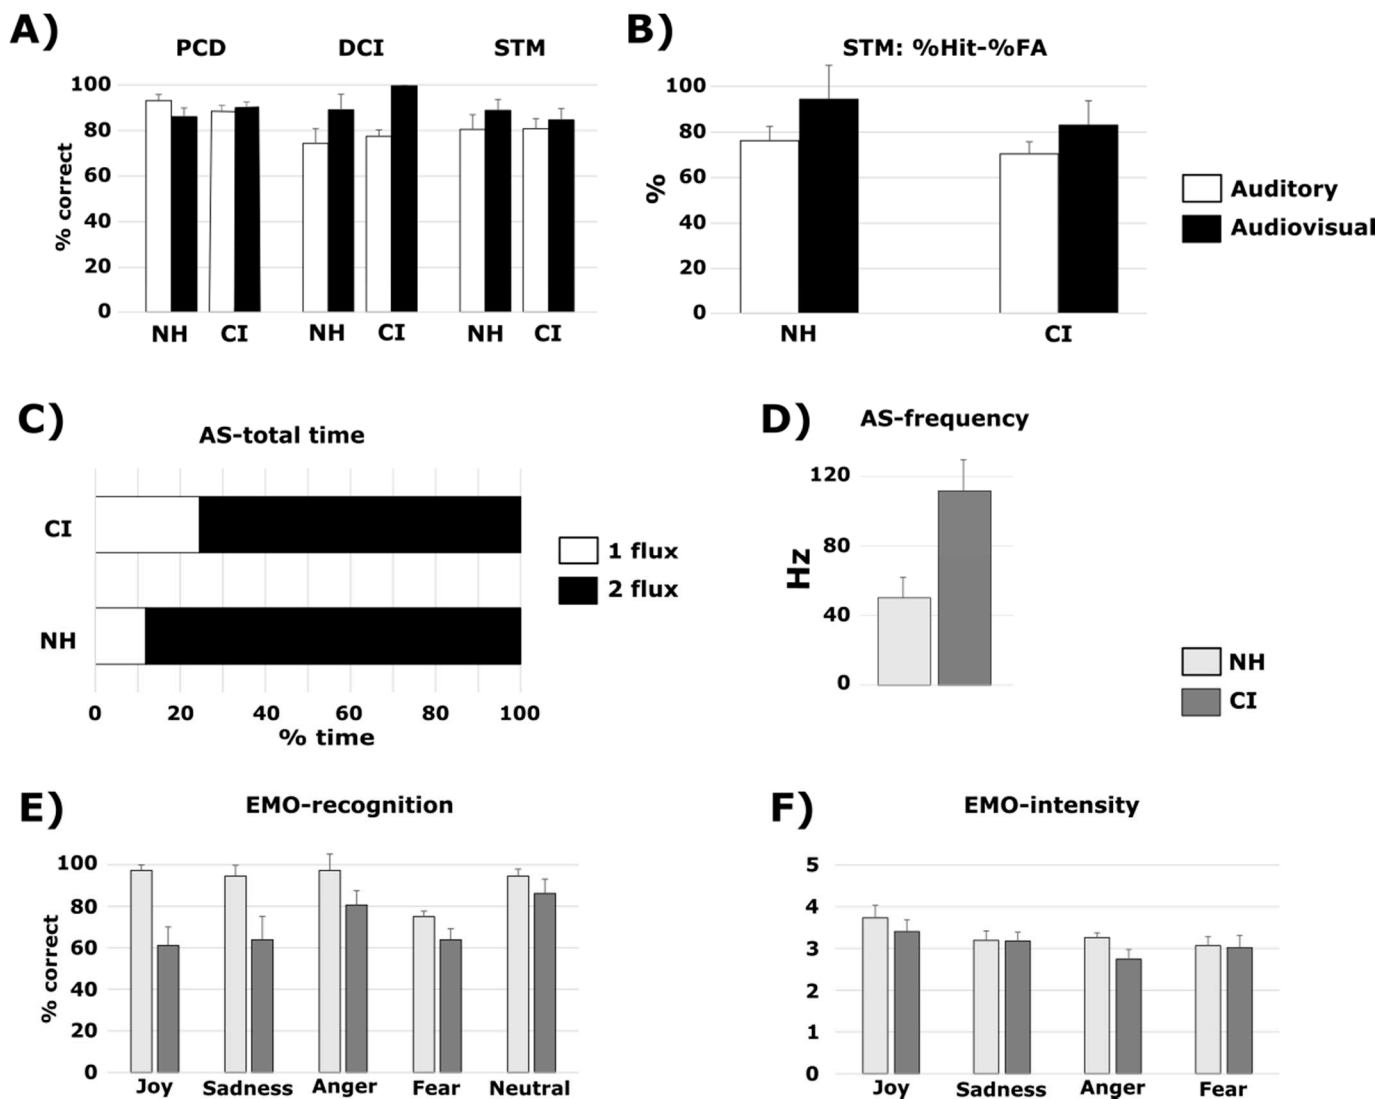 A)
PCD DCI STM
% correct
100
80
60
40
20
0
NH CI NH CI NH CI
B)
STM: %Hit-%FA
%
100
80
60
40
20
0
NH CI
Auditory
Audiovisual
C)
AS-total time
CI
NH
0 20 40 60 80 100
% time
1 flux
2 flux
D)
AS-frequency
Hz
120
80
40
0
NH
CI
E)
EMO-recognition
% correct
100
80
60
40
20
0
Joy Sadness Anger Fear Neutral
F)
EMO-intensity
5
4
3
2
1
0
Joy Sadness Anger Fear